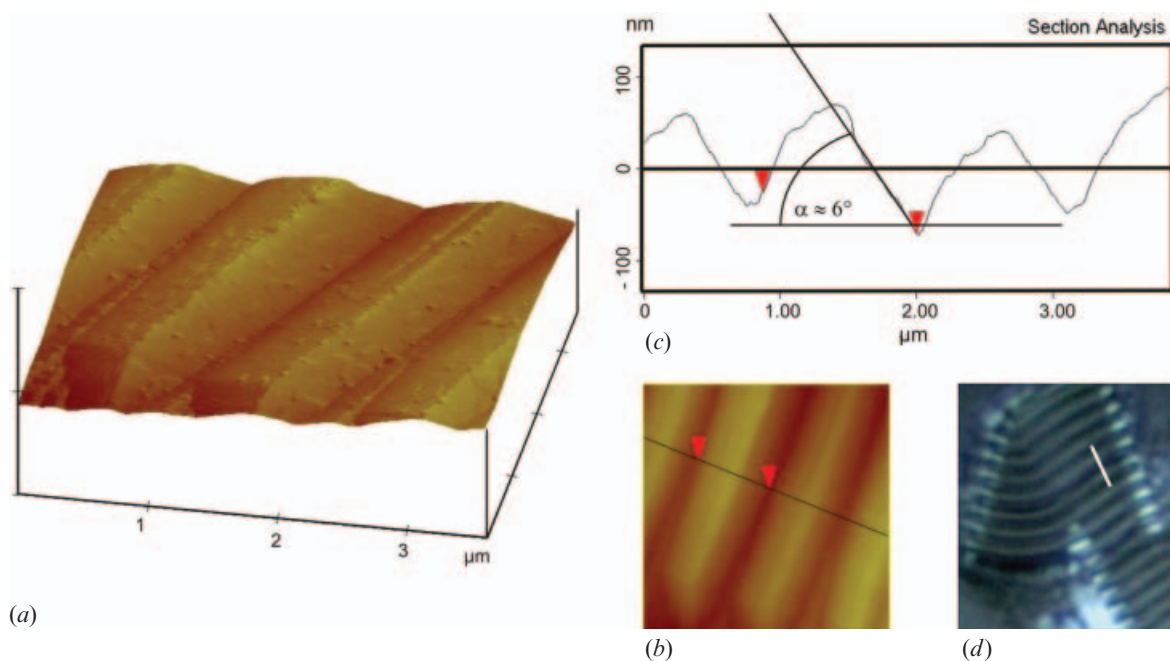 1
2
3
µm
(a)
nm
Section Analysis
100
0
- 100
α ≈ 6°
0
1.00
2.00
3.00
µm
(c)
(b)
(d)